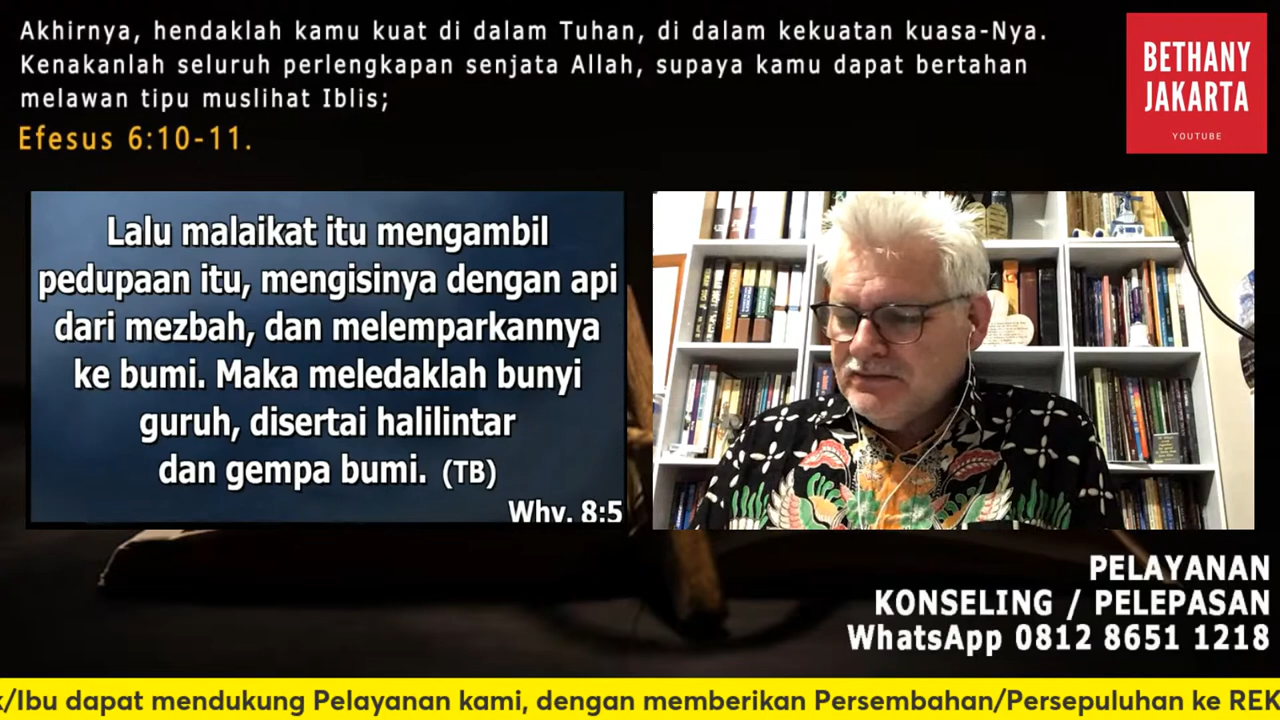 Akhirnya, hendaklah kamu kuat di dalam Tuhan, di dalam kekuatan kuasa-Nya.
Kenakanlah seluruh perlengkapan senjata Allah, supaya kamu dapat bertahan
melawan tipu muslihat Iblis;
Efesus 6:10-11.
BETHANY
JAKARTA
YOUTUBE
Lalu malaikat itu mengambil
pedupaan itu, mengisinya dengan api
dari mezbah, dan melemparkannya
ke bumi. Maka meledaklah bunyi
guruh, disertai halilintar
dan gempa bumi. (TB)
Why. 8:5
PELAYANAN
KONSELING / PELEPASAN
WhatsApp 0812 8651 1218
/Ibu dapat mendukung Pelayanan kami, dengan memberikan Persembahan/Persepuluhan ke REK